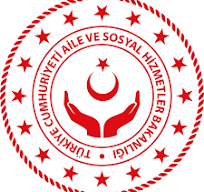 TÜRKİYE CUMHURİYETİ AİLE VE SOSYAL HİZMETLER BAKANLIĞI